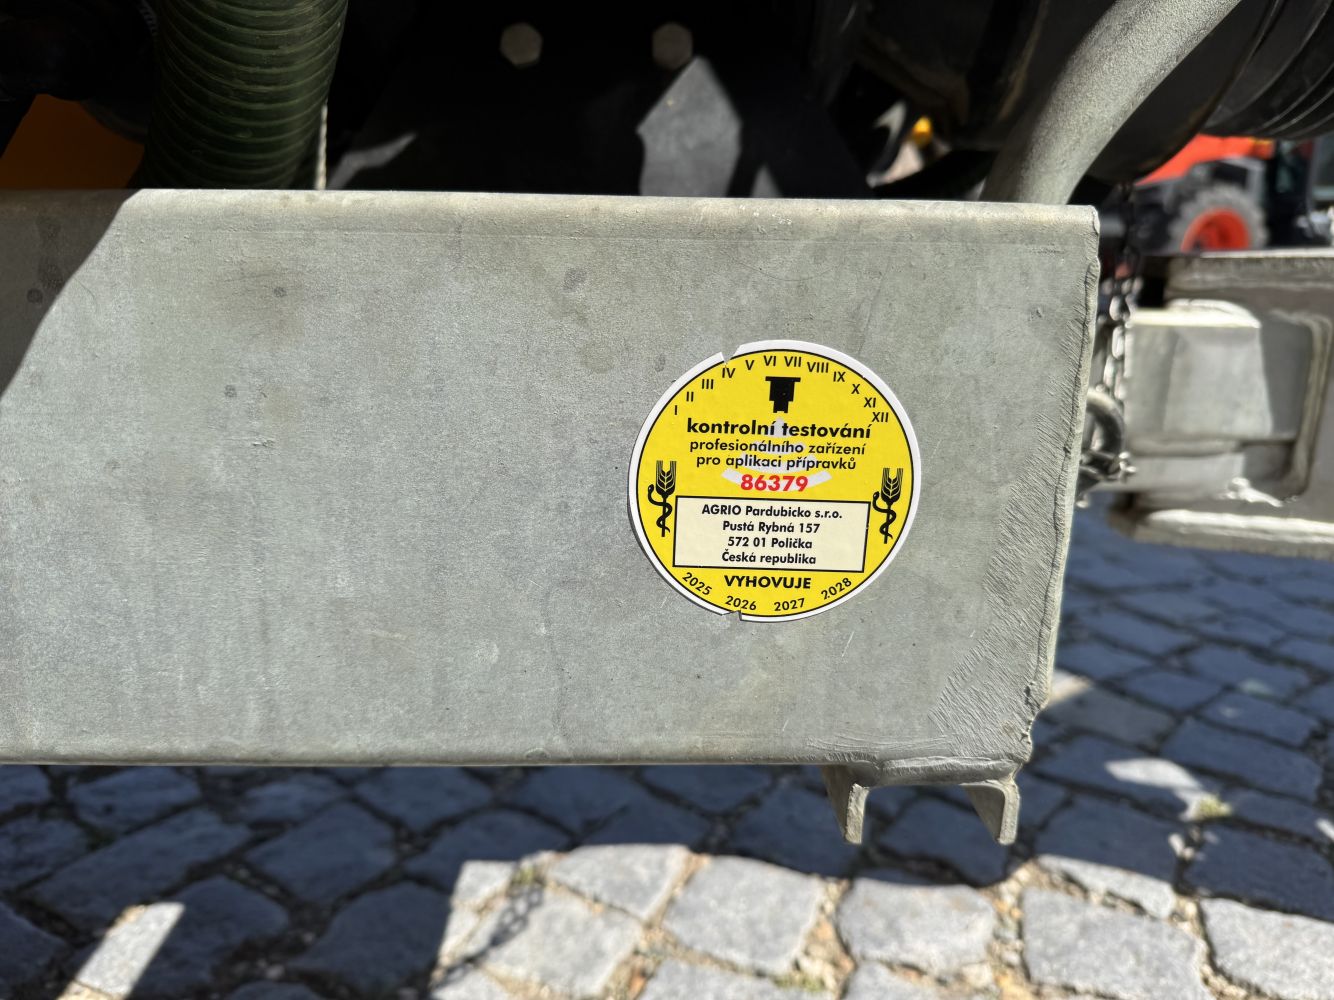 I II III IV V VI VII VIII IX X XI XII
kontrolní testování
profesionálního zařízení
pro aplikaci přípravků
86379
AGRIO Pardubicko s.r.o.
Pustá Rybná 157
572 01 Polička
Česká republika
VYHOVUJE
2025 2026 2027 2028